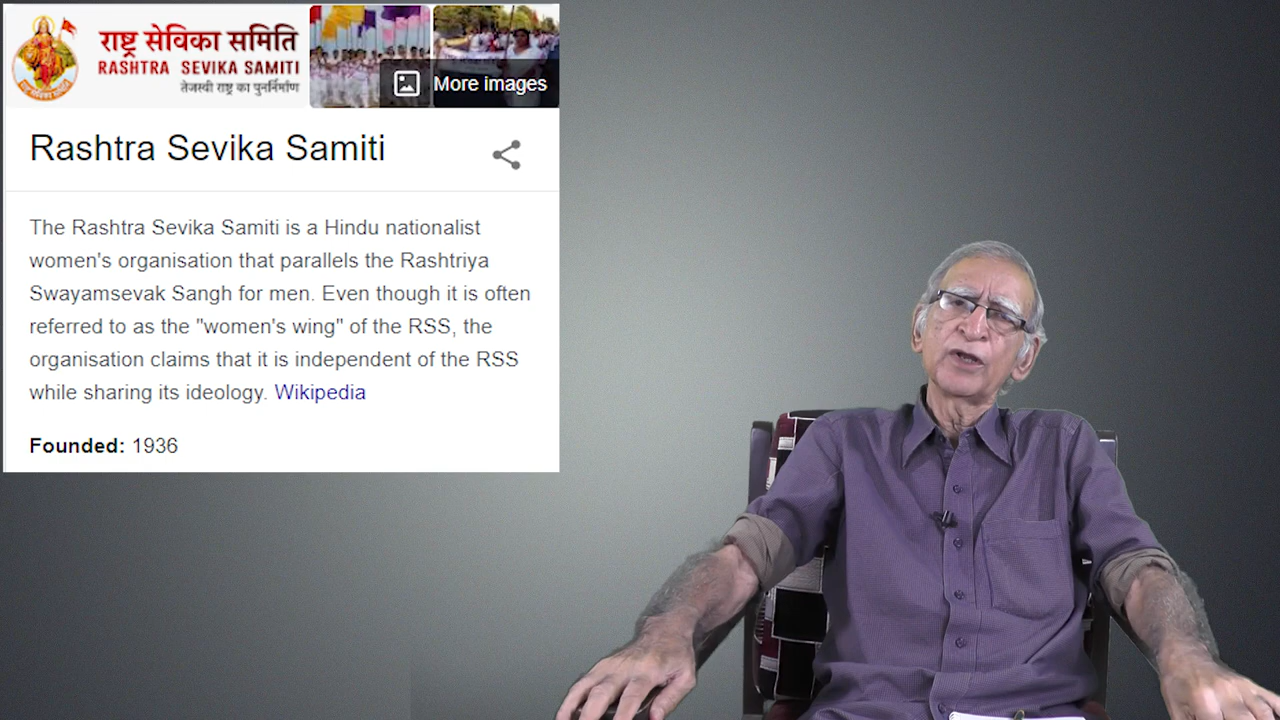 राष्ट्र सेविका समिति
RASHTRA SEVIKA SAMITI
तेजस्वी राष्ट्र का पुनर्निर्माण
More images
Rashtra Sevika Samiti
The Rashtra Sevika Samiti is a Hindu nationalist
women's organisation that parallels the Rashtriya
Swayamsevak Sangh for men. Even though it is often
referred to as the "women's wing" of the RSS, the
organisation claims that it is independent of the RSS
while sharing its ideology. Wikipedia
Founded: 1936